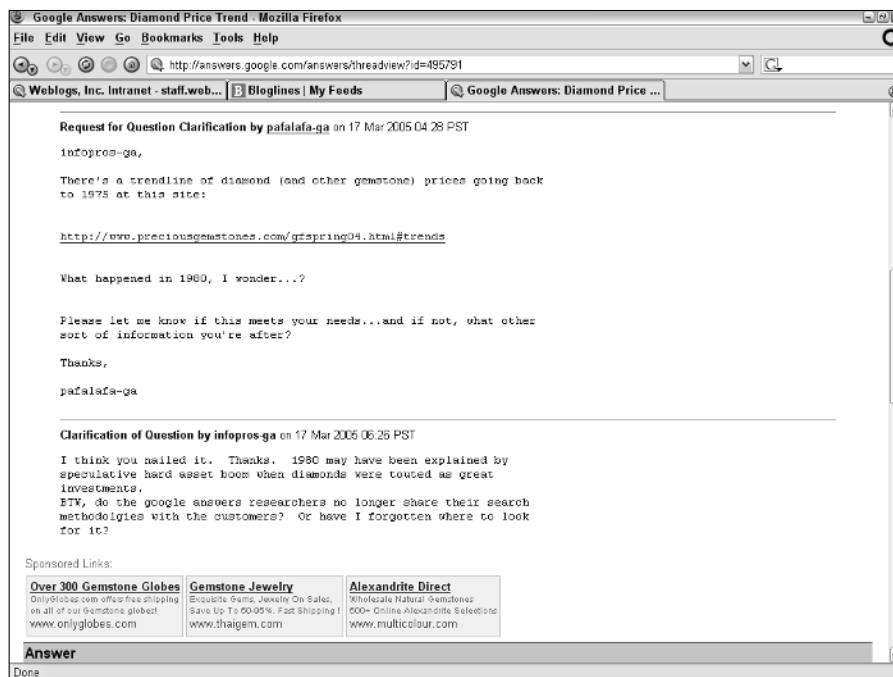 Google Answers: Diamond Price Trend - Mozilla Firefox
File Edit View Go Bookmarks Tools Help
http://answers.google.com/answers/threadview?id=495791
Weblogs, Inc. Intranet - staff.web... Bloglines | My Feeds Google Answers: Diamond Price ...
Request for Question Clarification by pafalafa-ga on 17 Mar 2005 04:28 PST
infopros-ga,
There's a trendline of diamond (and other gemstone) prices going back
to 1975 at this site:
http://www.preciousgemstones.com/gfspring04.html#trends
What happened in 1980, I wonder...?
Please let me know if this meets your needs...and if not, what other
sort of information you're after?
Thanks,
pafalafa-ga
Clarification of Question by infopros-ga on 17 Mar 2005 06:26 PST
I think you nailed it. Thanks. 1980 may have been explained by
speculative hard asset boom when diamonds were touted as great
investments.
BTW, do the google answers researchers no longer share their search
methodolgies with the customers? Or have I forgotten where to look
for it?
Sponsored Links:
Over 300 Gemstone Globes Gemstone Jewelry Alexandrite Direct
OnlyGlobes.com offers free shipping Exquisite Gems, Jewelry On Sales, Wholesale Natural Gemstones
on all of our Gemstone globes! Save Up To 60-95%. Fast Shipping ! 600+ Online Alexandrite Selections
www.onlyglobes.com www.thaigem.com www.multicolour.com
Answer
Done